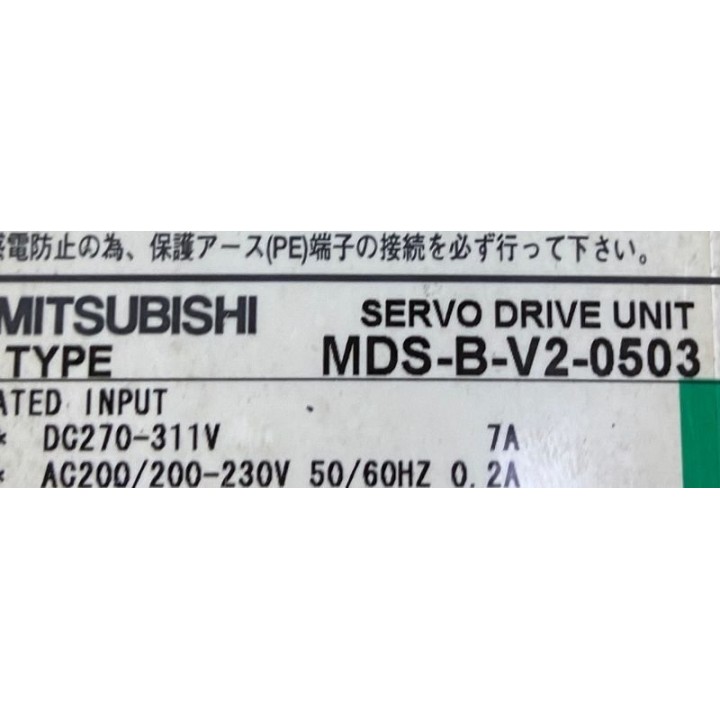 感電防止の為、保護アース(PE)端子の接続を必ず行って下さい。
MITSUBISHI SERVO DRIVE UNIT
TYPE MDS-B-V2-0503
ATED INPUT
* DC270-311V 7A
* AC200/200-230V 50/60HZ 0.2A